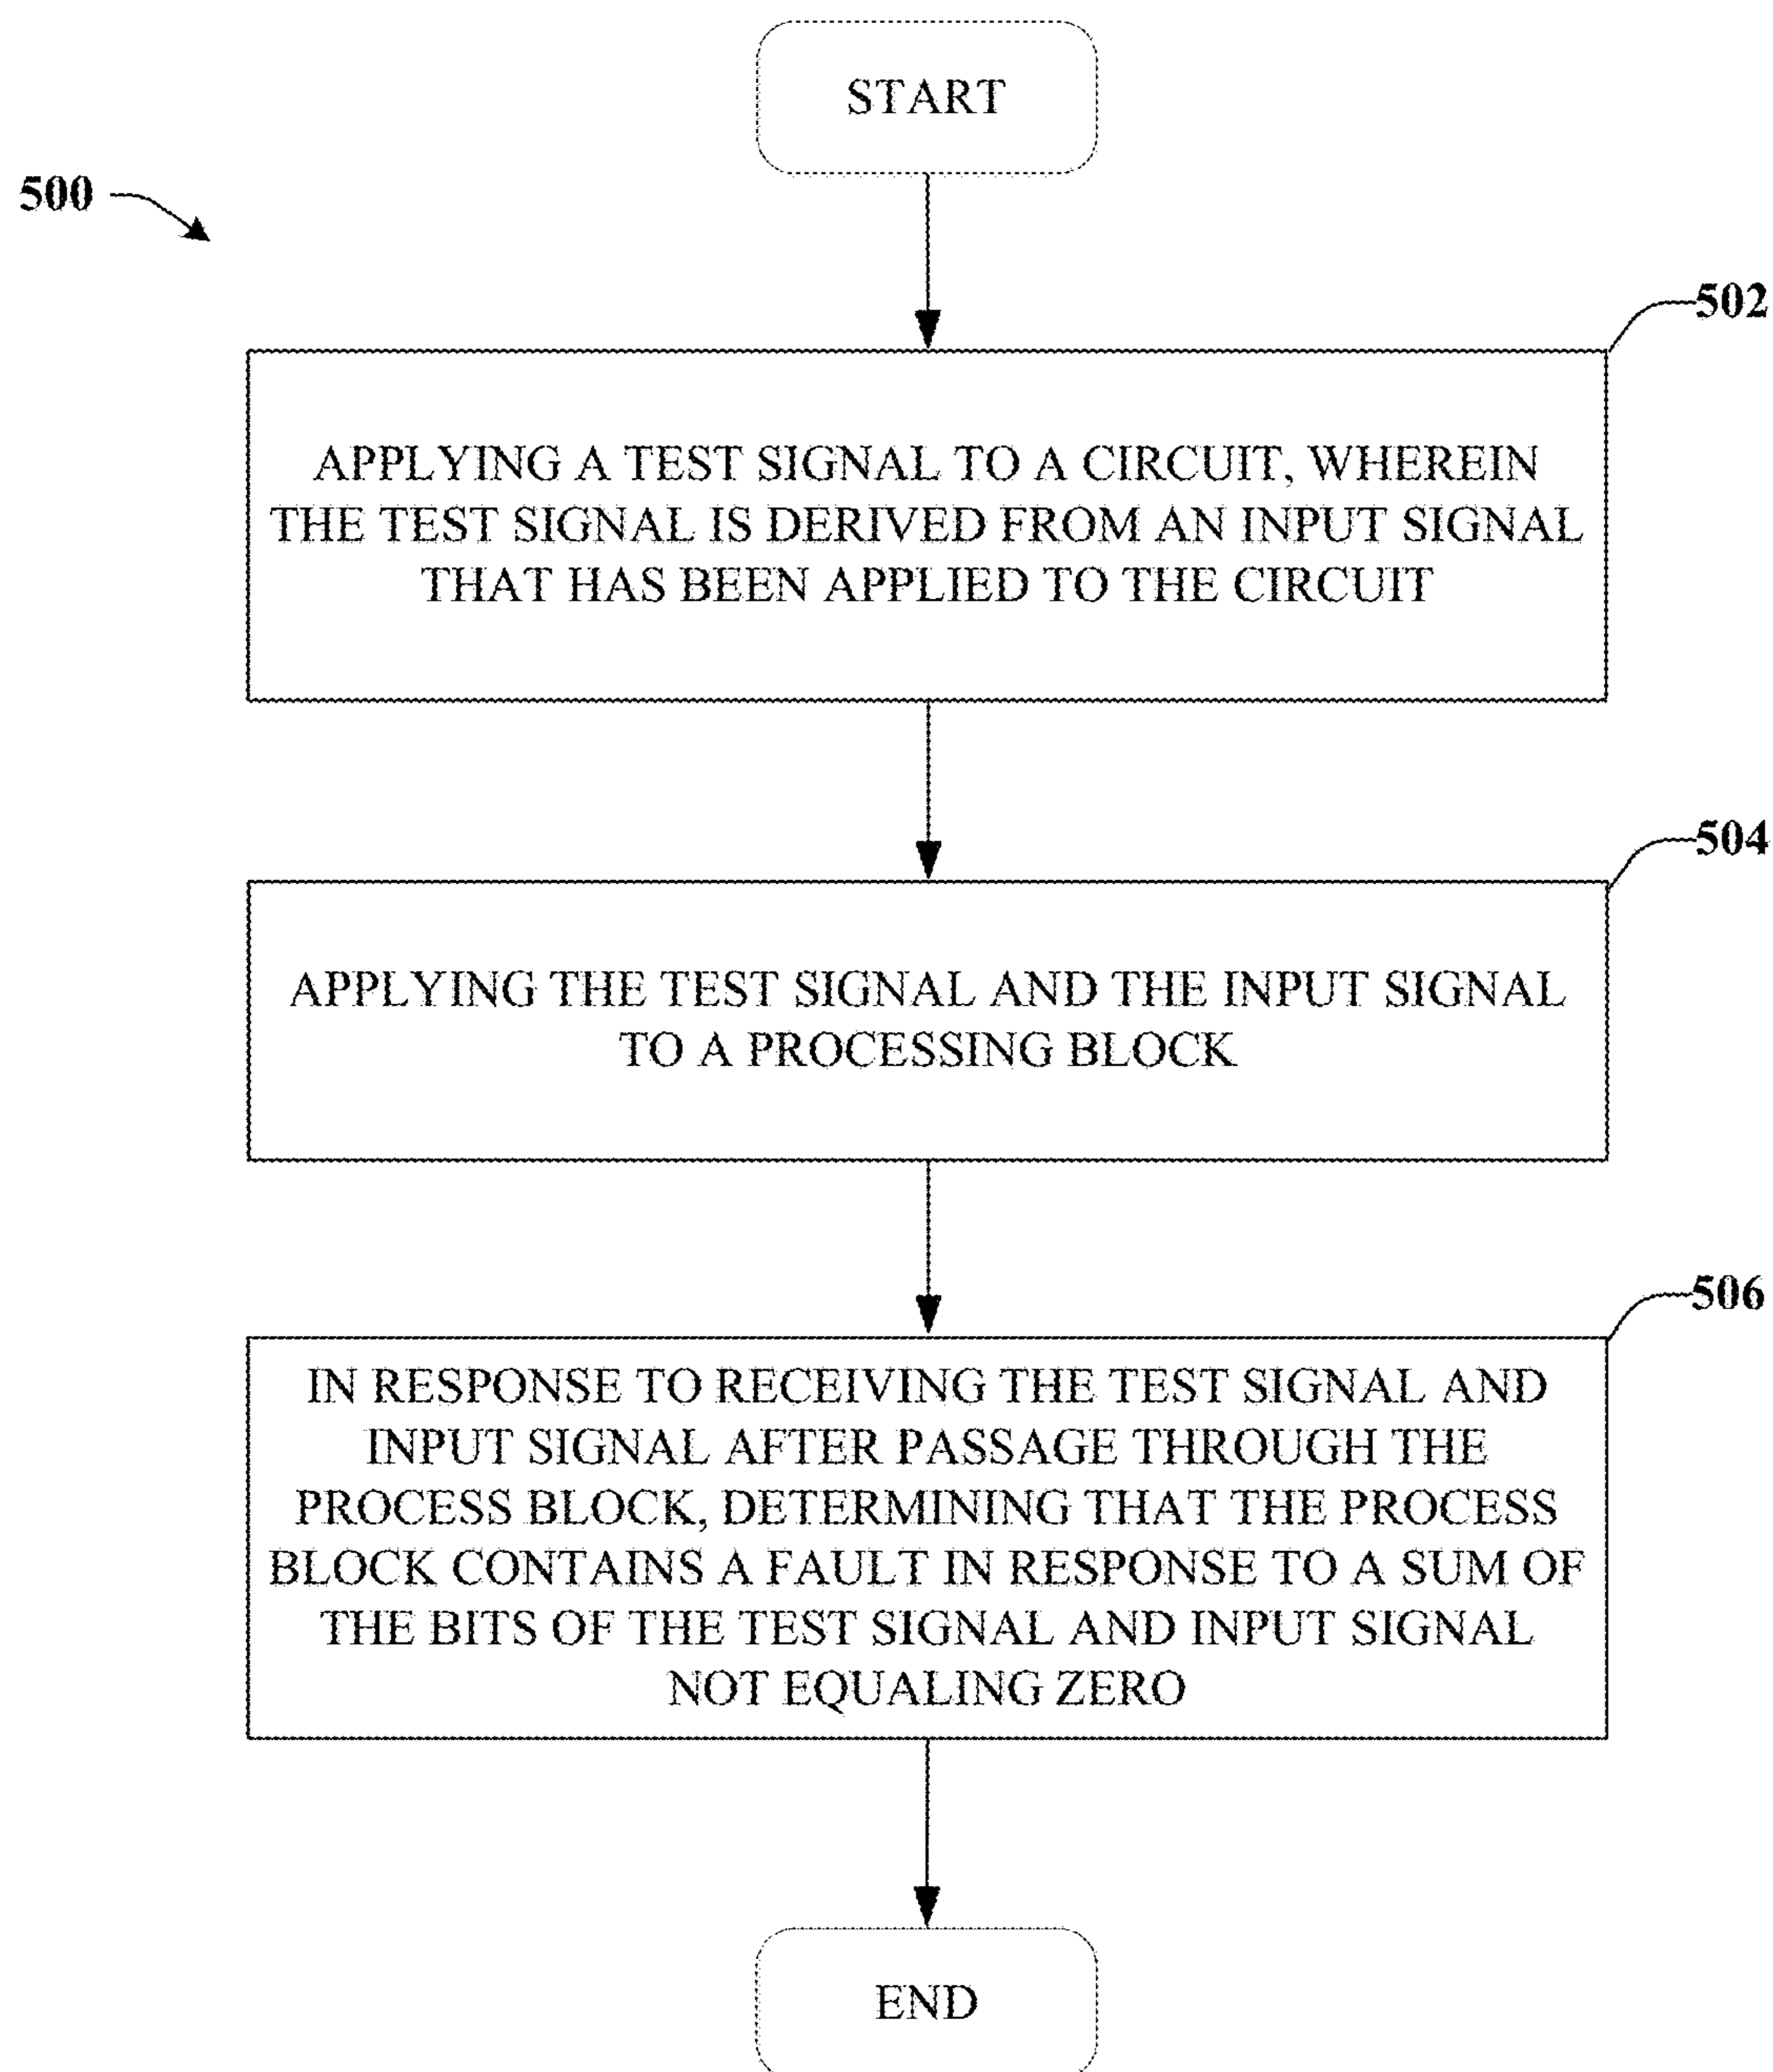 START
500
502
APPLYING A TEST SIGNAL TO A CIRCUIT, WHEREIN
THE TEST SIGNAL IS DERIVED FROM AN INPUT SIGNAL
THAT HAS BEEN APPLIED TO THE CIRCUIT
504
APPLYING THE TEST SIGNAL AND THE INPUT SIGNAL
TO A PROCESSING BLOCK
506
IN RESPONSE TO RECEIVING THE TEST SIGNAL AND
INPUT SIGNAL AFTER PASSAGE THROUGH THE
PROCESS BLOCK, DETERMINING THAT THE PROCESS
BLOCK CONTAINS A FAULT IN RESPONSE TO A SUM OF
THE BITS OF THE TEST SIGNAL AND INPUT SIGNAL
NOT EQUALING ZERO
END